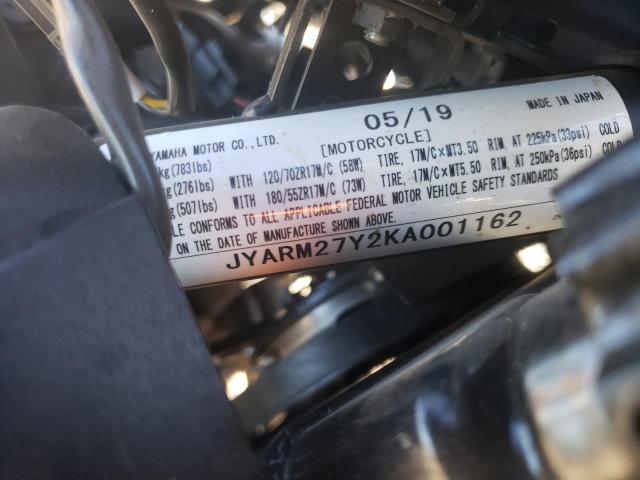 05/19 MADE IN JAPAN
YAMAHA MOTOR CO.,LTD. [MOTORCYCLE]
kg(783lbs)
kg(276lbs) WITH 120/70ZR17M/C (58W) TIRE, 17M/C×MT3.50 RIM, AT 225kPa(33psi) COLD
kg(507lbs) WITH 180/55ZR17M/C (73W) TIRE, 17M/C×MT5.50 RIM, AT 250kPa(36psi) COLD
LE CONFORMS TO ALL APPLICABLE FEDERAL MOTOR VEHICLE SAFETY STANDARDS
ON THE DATE OF MANUFACTURE SHOWN ABOVE.
JYARM27Y2KA001162